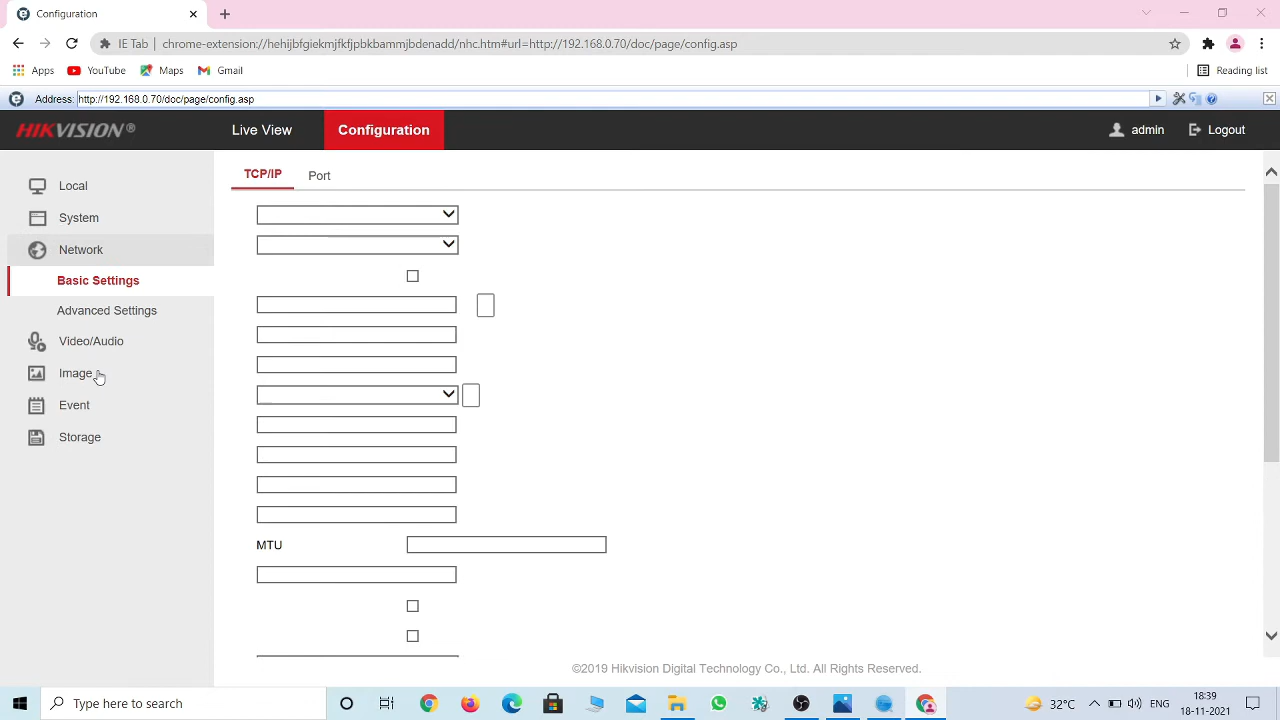 Configuration
IE Tab
chrome-extension://hehijbfgiekmjfkfjpbkbammjbdenadd/nhc.htm#url=http://192.168.0.70/doc/page/config.asp
Apps YouTube Maps Gmail Reading list
Address: http://192.168.0.70/doc/page/config.asp
HIKVISION® Live View Configuration admin Logout
TCP/IP Port
Local
System
Network
Basic Settings
Advanced Settings
Video/Audio
Image
Event
Storage
MTU
©2019 Hikvision Digital Technology Co., Ltd. All Rights Reserved.
Type here to search
32°C ENG 18:39
18-11-2021